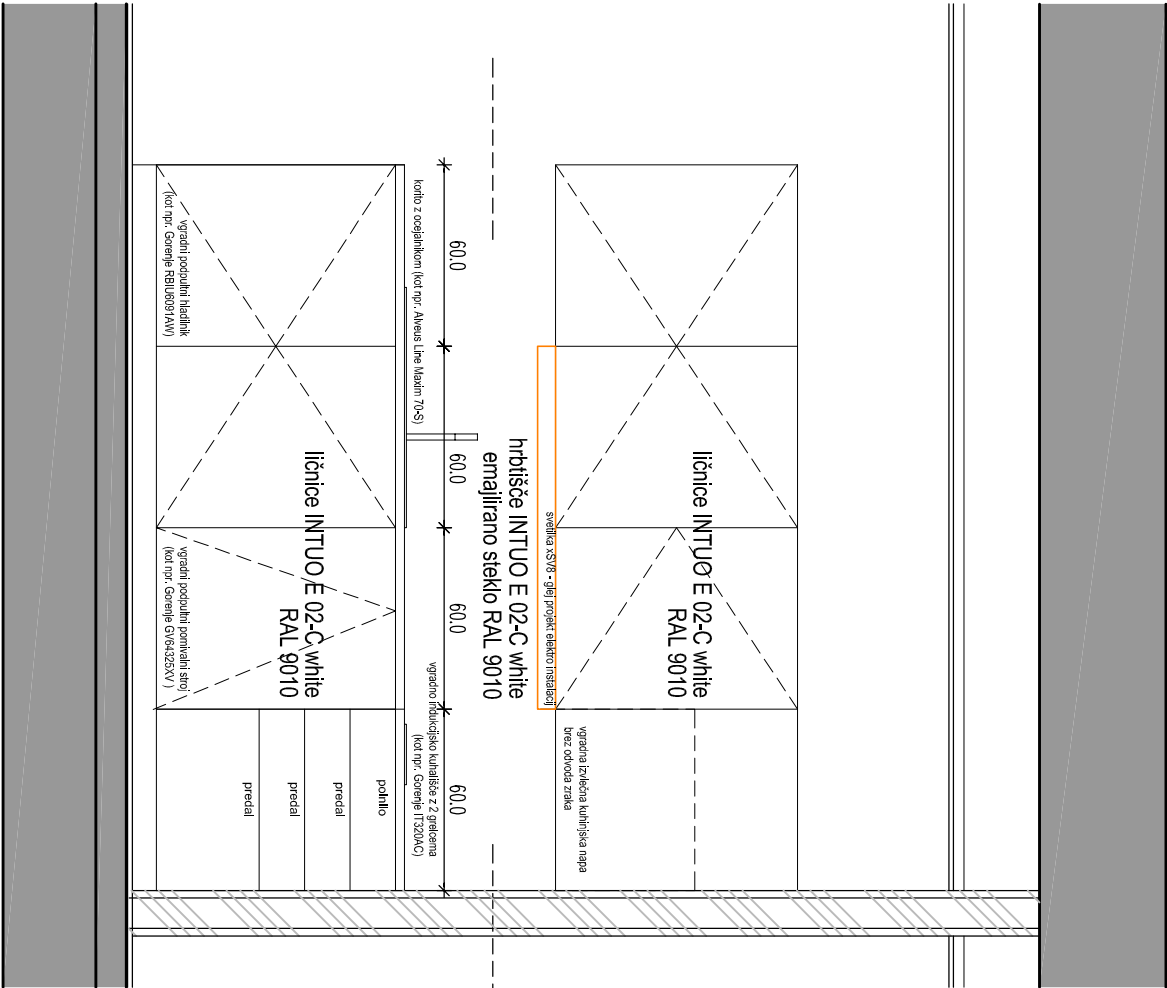 ličnice INTUO E 02-C white
RAL 9010
vgradna izvlečna kuhinjska napa
brez odvoda zraka
svetilka xSV8 - glej projekt elektro instalacij
hrbtišče INTUO E 02-C white
emajlirano steklo RAL 9010
60.0
60.0
60.0
60.0
korito z ocejalnikom (kot npr. Alveus Line Maxim 70-S)
vgradno indukcijsko kuhališče z 2 grelcema
(kot npr. Gorenje IT320AC)
ličnice INTUO E 02-C white
RAL 9010
polnilo
predal
predal
predal
vgradni podpultni hladilnik
(kot npr. Gorenje RBIU6091AW)
vgradni podpultni pomivalni stroj
(kot npr. Gorenje GV64325XV )